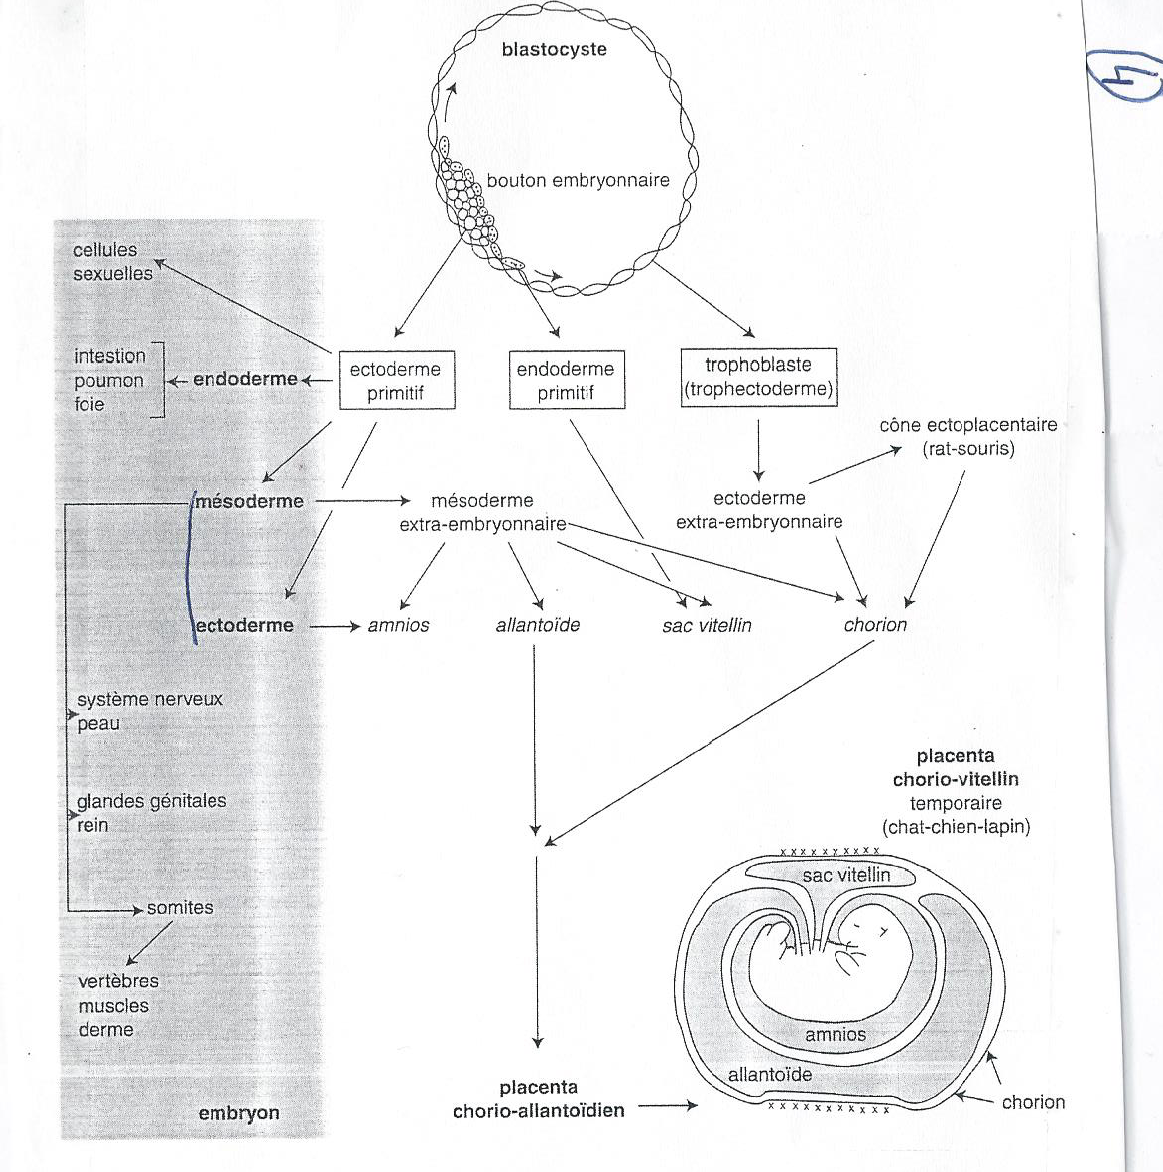 blastocyste
4
bouton embryonnaire
cellules
sexuelles
intestion
poumon
foie
endoderme
ectoderme
primitif
endoderme
primitif
trophoblaste
(trophectoderme)
cône ectoplacentaire
(rat-souris)
mésoderme
mésoderme
extra-embryonnaire
ectoderme
extra-embryonnaire
ectoderme
amnios
allantoïde
sac vitellin
chorion
système nerveux
peau
glandes génitales
rein
somites
vertèbres
muscles
derme
embryon
placenta
chorio-vitellin
temporaire
(chat-chien-lapin)
x x x x x x x x x x
sac vitellin
amnios
allantoïde
x x x x x x x x x x
chorion
placenta
chorio-allantoïdien